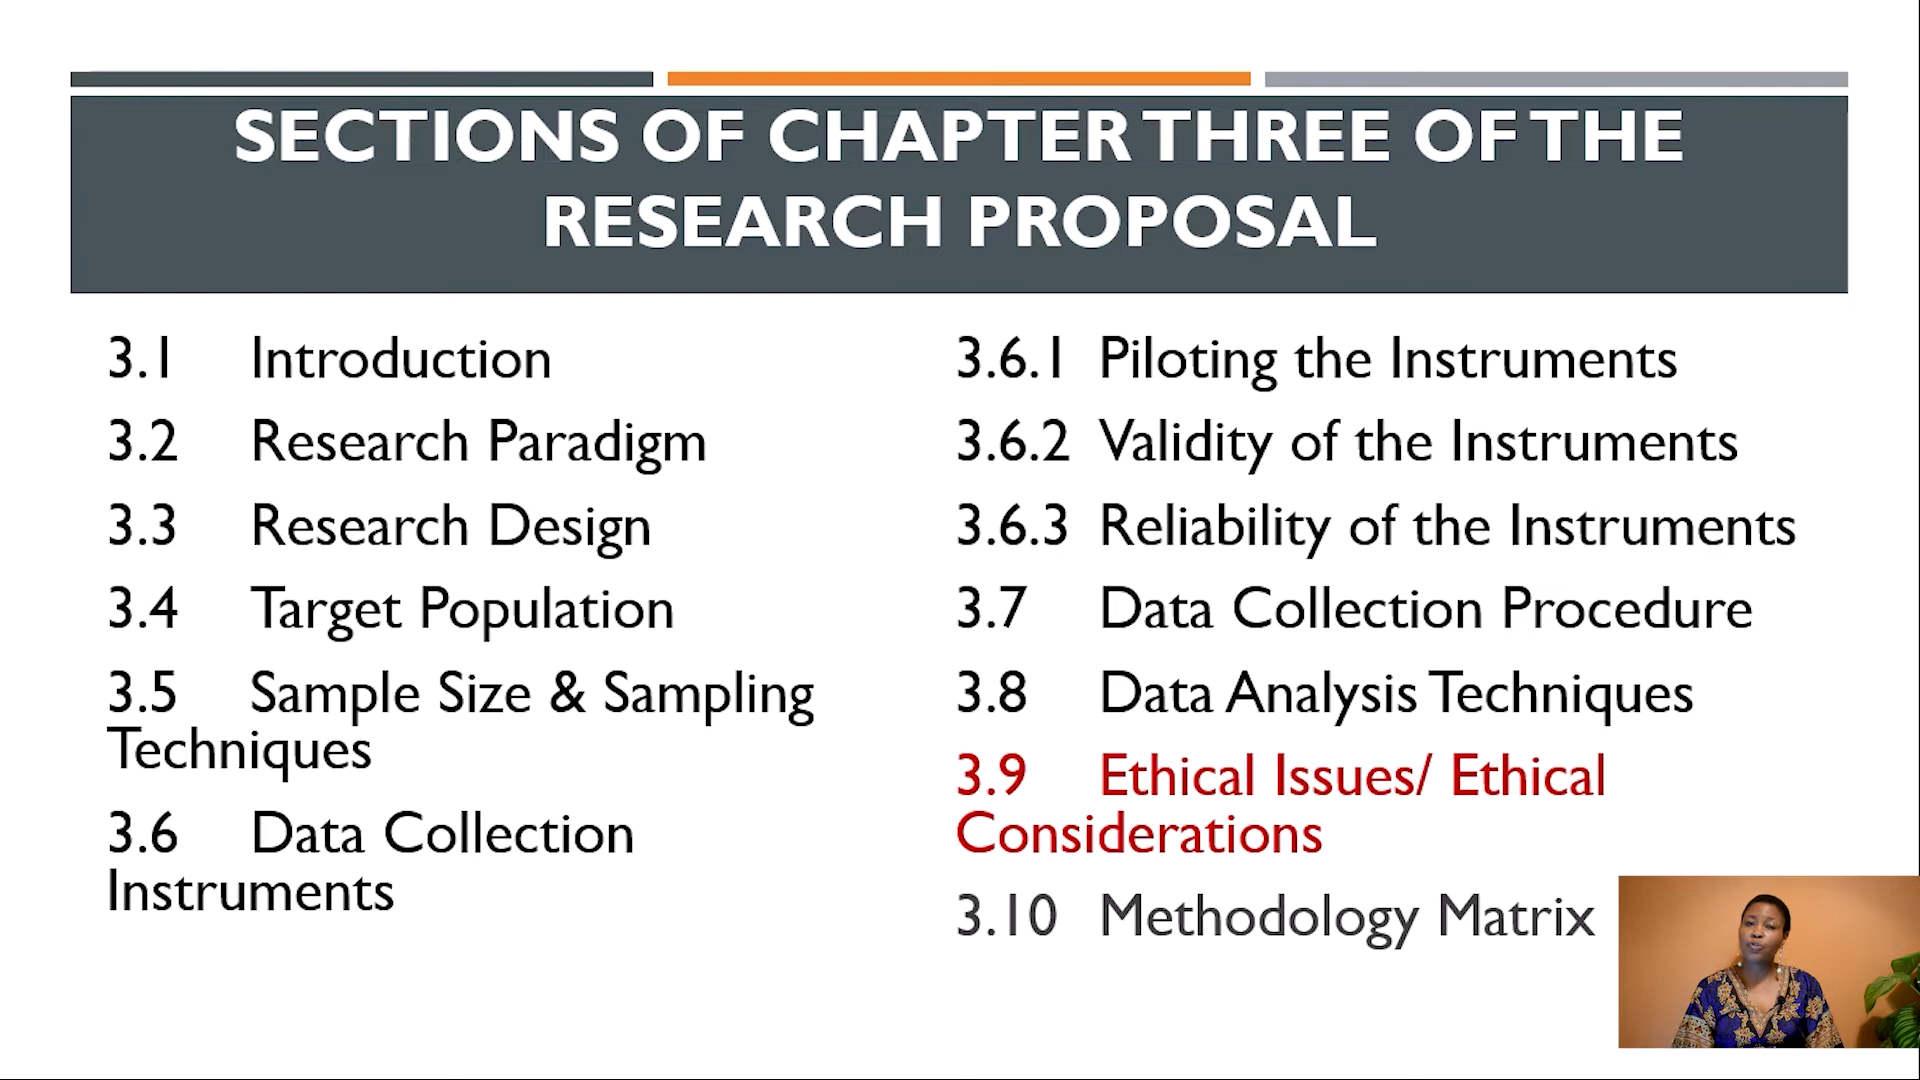 SECTIONS OF CHAPTER THREE OF THE
RESEARCH PROPOSAL
3.1 Introduction
3.2 Research Paradigm
3.3 Research Design
3.4 Target Population
3.5 Sample Size & Sampling
Techniques
3.6 Data Collection
Instruments
3.6.1 Piloting the Instruments
3.6.2 Validity of the Instruments
3.6.3 Reliability of the Instruments
3.7 Data Collection Procedure
3.8 Data Analysis Techniques
3.9 Ethical Issues/ Ethical
Considerations
3.10 Methodology Matrix